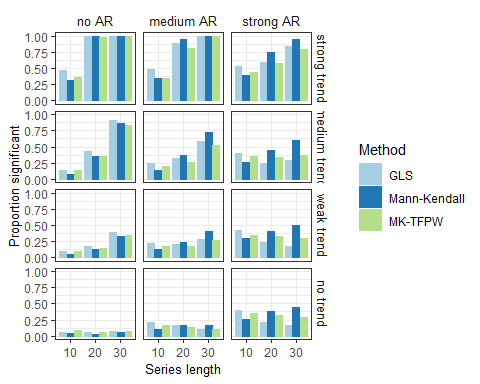 no AR medium AR strong AR
1.00
0.75
0.50
0.25
0.00
strong trend
1.00
0.75
0.50
0.25
0.00
medium trend
1.00
0.75
0.50
0.25
0.00
weak trend
1.00
0.75
0.50
0.25
0.00
no trend
10 20 30 10 20 30 10 20 30
Series length
Proportion significant
Method
GLS
Mann-Kendall
MK-TFPW